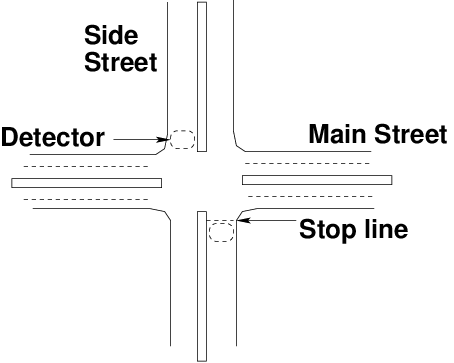 Side
Street
Detector
Main Street
Stop line